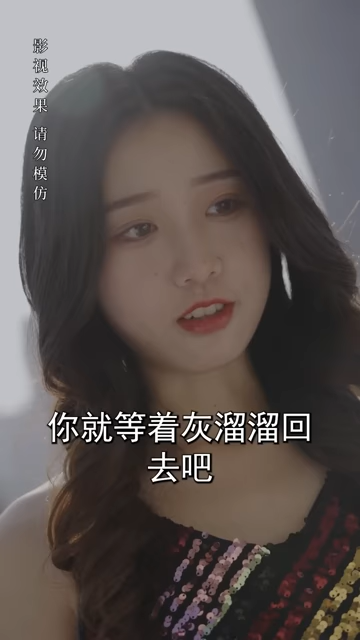 影视效果 请勿模仿
你就等着灰溜溜回
去吧